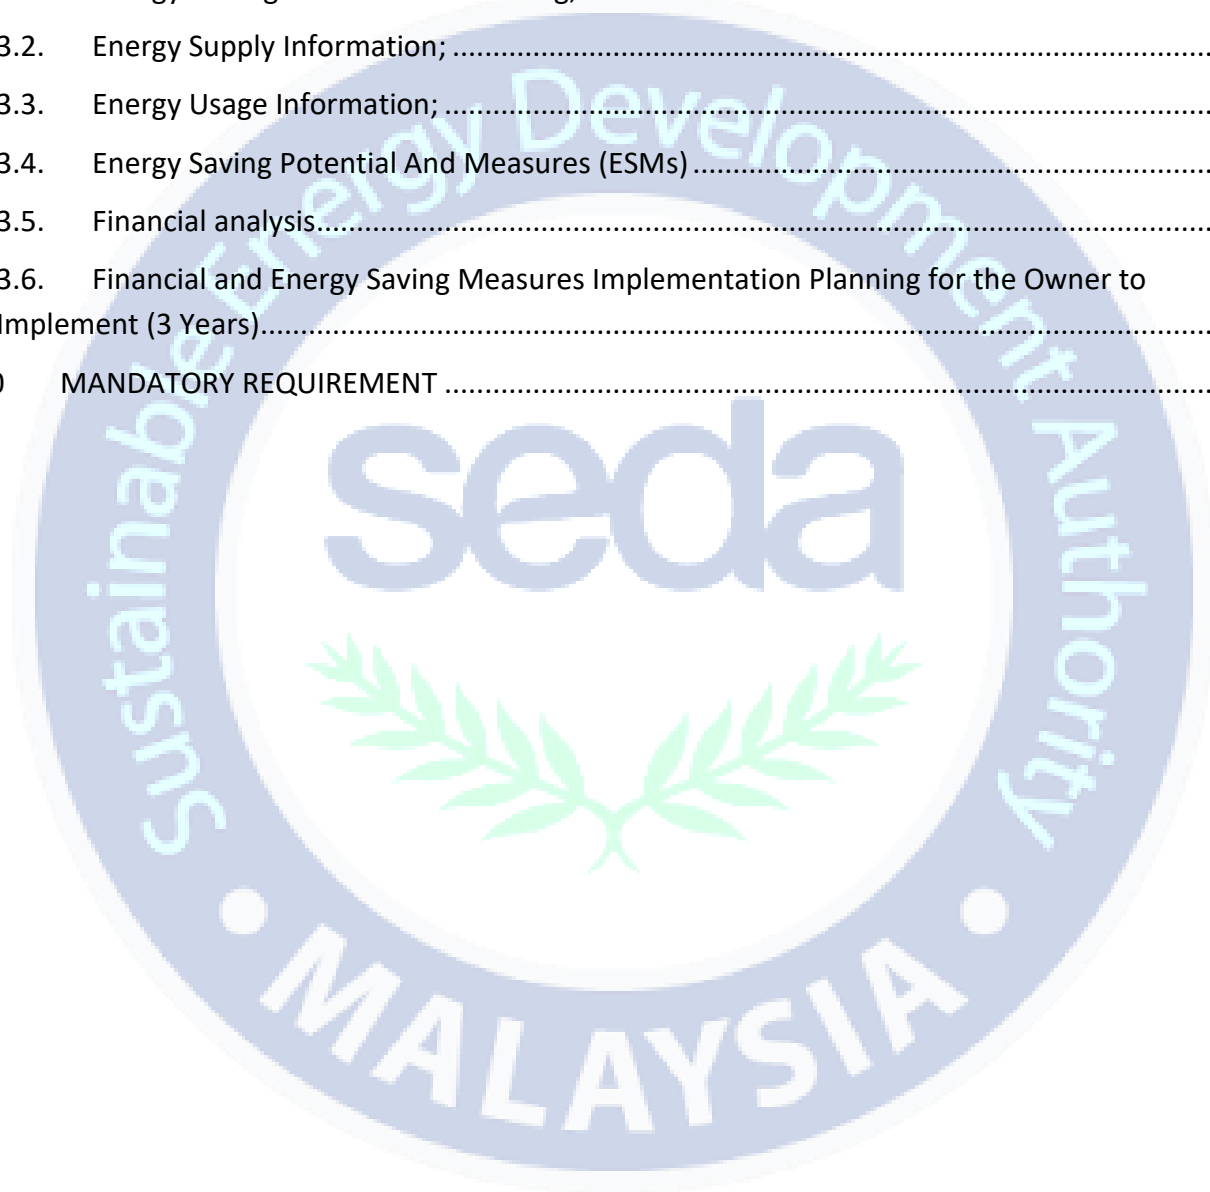 3.2. Energy Supply Information; ........................................................................................................
3.3. Energy Usage Information; ........................................................................................................
3.4. Energy Saving Potential And Measures (ESMs) ........................................................................
3.5. Financial analysis........................................................................................................................
3.6. Financial and Energy Saving Measures Implementation Planning for the Owner to
Implement (3 Years)...........................................................................................................................
MANDATORY REQUIREMENT ........................................................................................................
Sustainable Energy Development Authority
seda
• MALAYSIA •